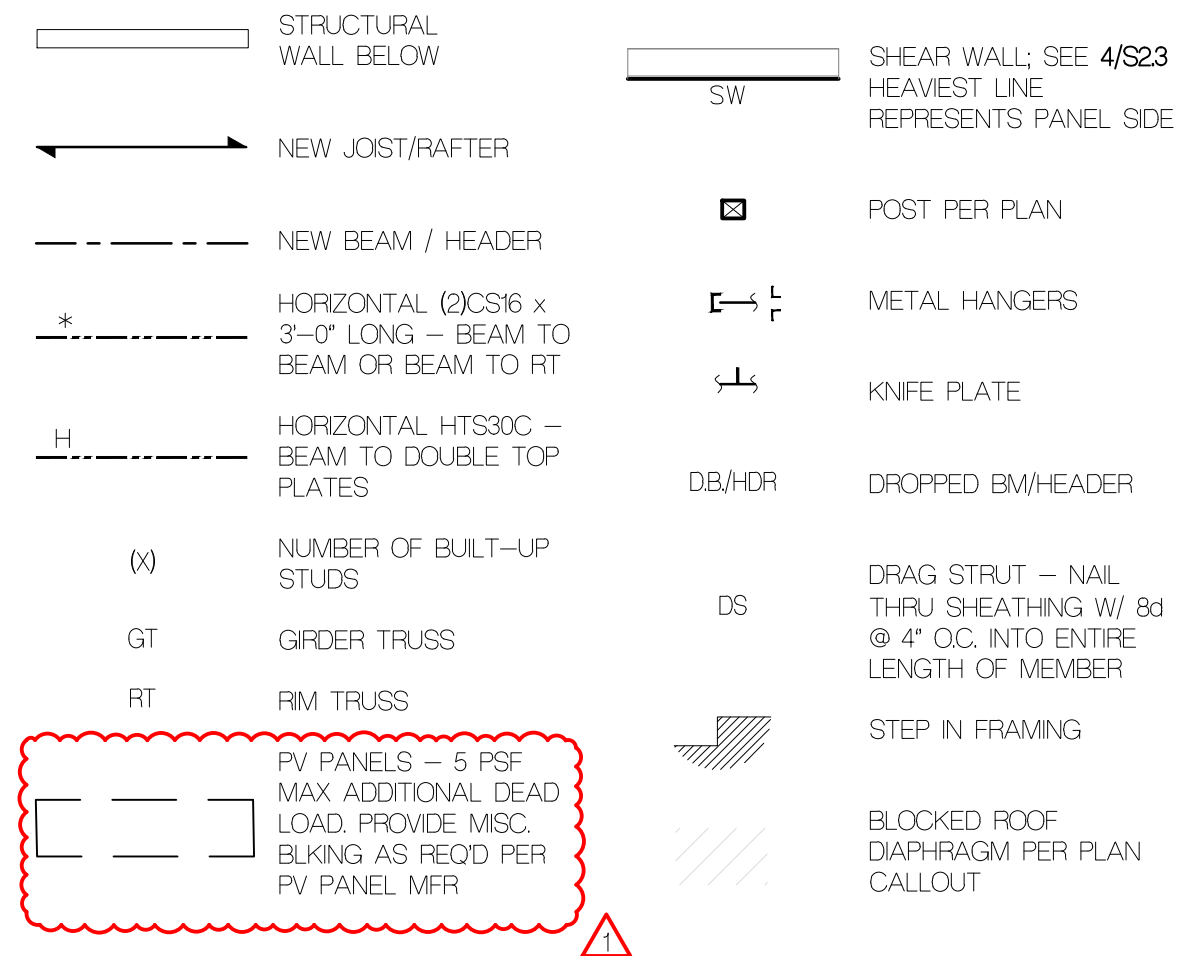 STRUCTURAL
WALL BELOW
NEW JOIST/RAFTER
NEW BEAM / HEADER
*
HORIZONTAL (2)CS16 x
3'-0" LONG – BEAM TO
BEAM OR BEAM TO RT
H
HORIZONTAL HTS30C –
BEAM TO DOUBLE TOP
PLATES
(X)
NUMBER OF BUILT-UP
STUDS
GT
GIRDER TRUSS
RT
RIM TRUSS
PV PANELS – 5 PSF
MAX ADDITIONAL DEAD
LOAD. PROVIDE MISC.
BLKING AS REQ'D PER
PV PANEL MFR
1
SW
SHEAR WALL; SEE 4/S2.3
HEAVIEST LINE
REPRESENTS PANEL SIDE
POST PER PLAN
METAL HANGERS
KNIFE PLATE
D.B./HDR
DROPPED BM/HEADER
DS
DRAG STRUT – NAIL
THRU SHEATHING W/ 8d
@ 4" O.C. INTO ENTIRE
LENGTH OF MEMBER
STEP IN FRAMING
BLOCKED ROOF
DIAPHRAGM PER PLAN
CALLOUT